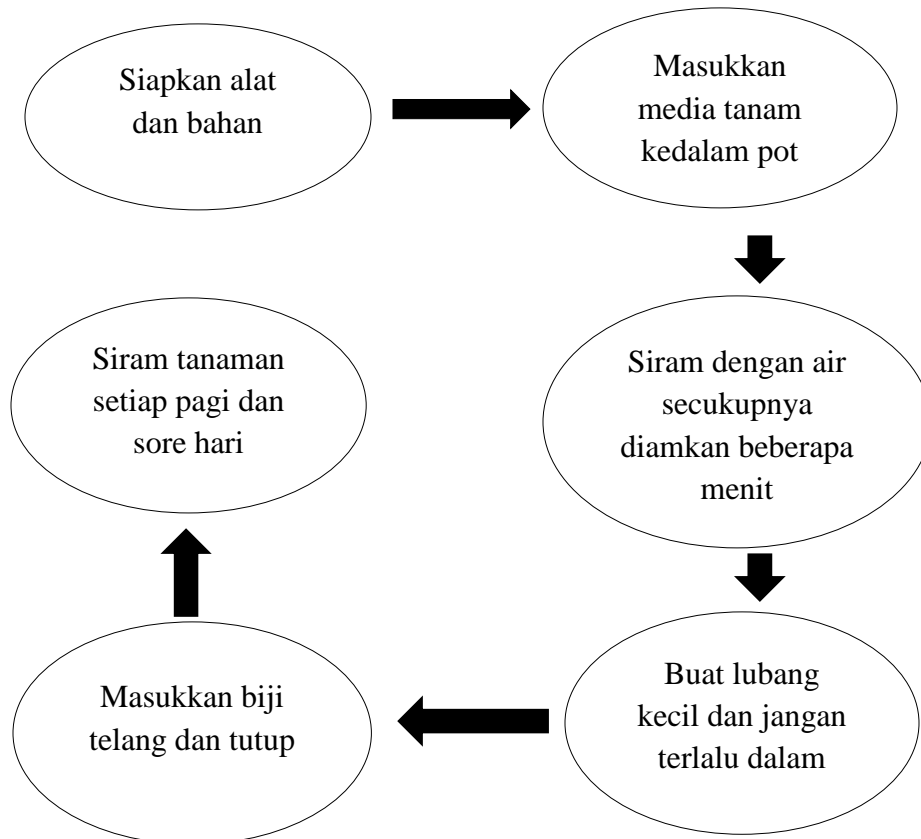 Siapkan alat
dan bahan
Masukkan
media tanam
kedalam pot
Siram dengan air
secukupnya
diamkan beberapa
menit
Buat lubang
kecil dan jangan
terlalu dalam
Masukkan biji
telang dan tutup
Siram tanaman
setiap pagi dan
sore hari